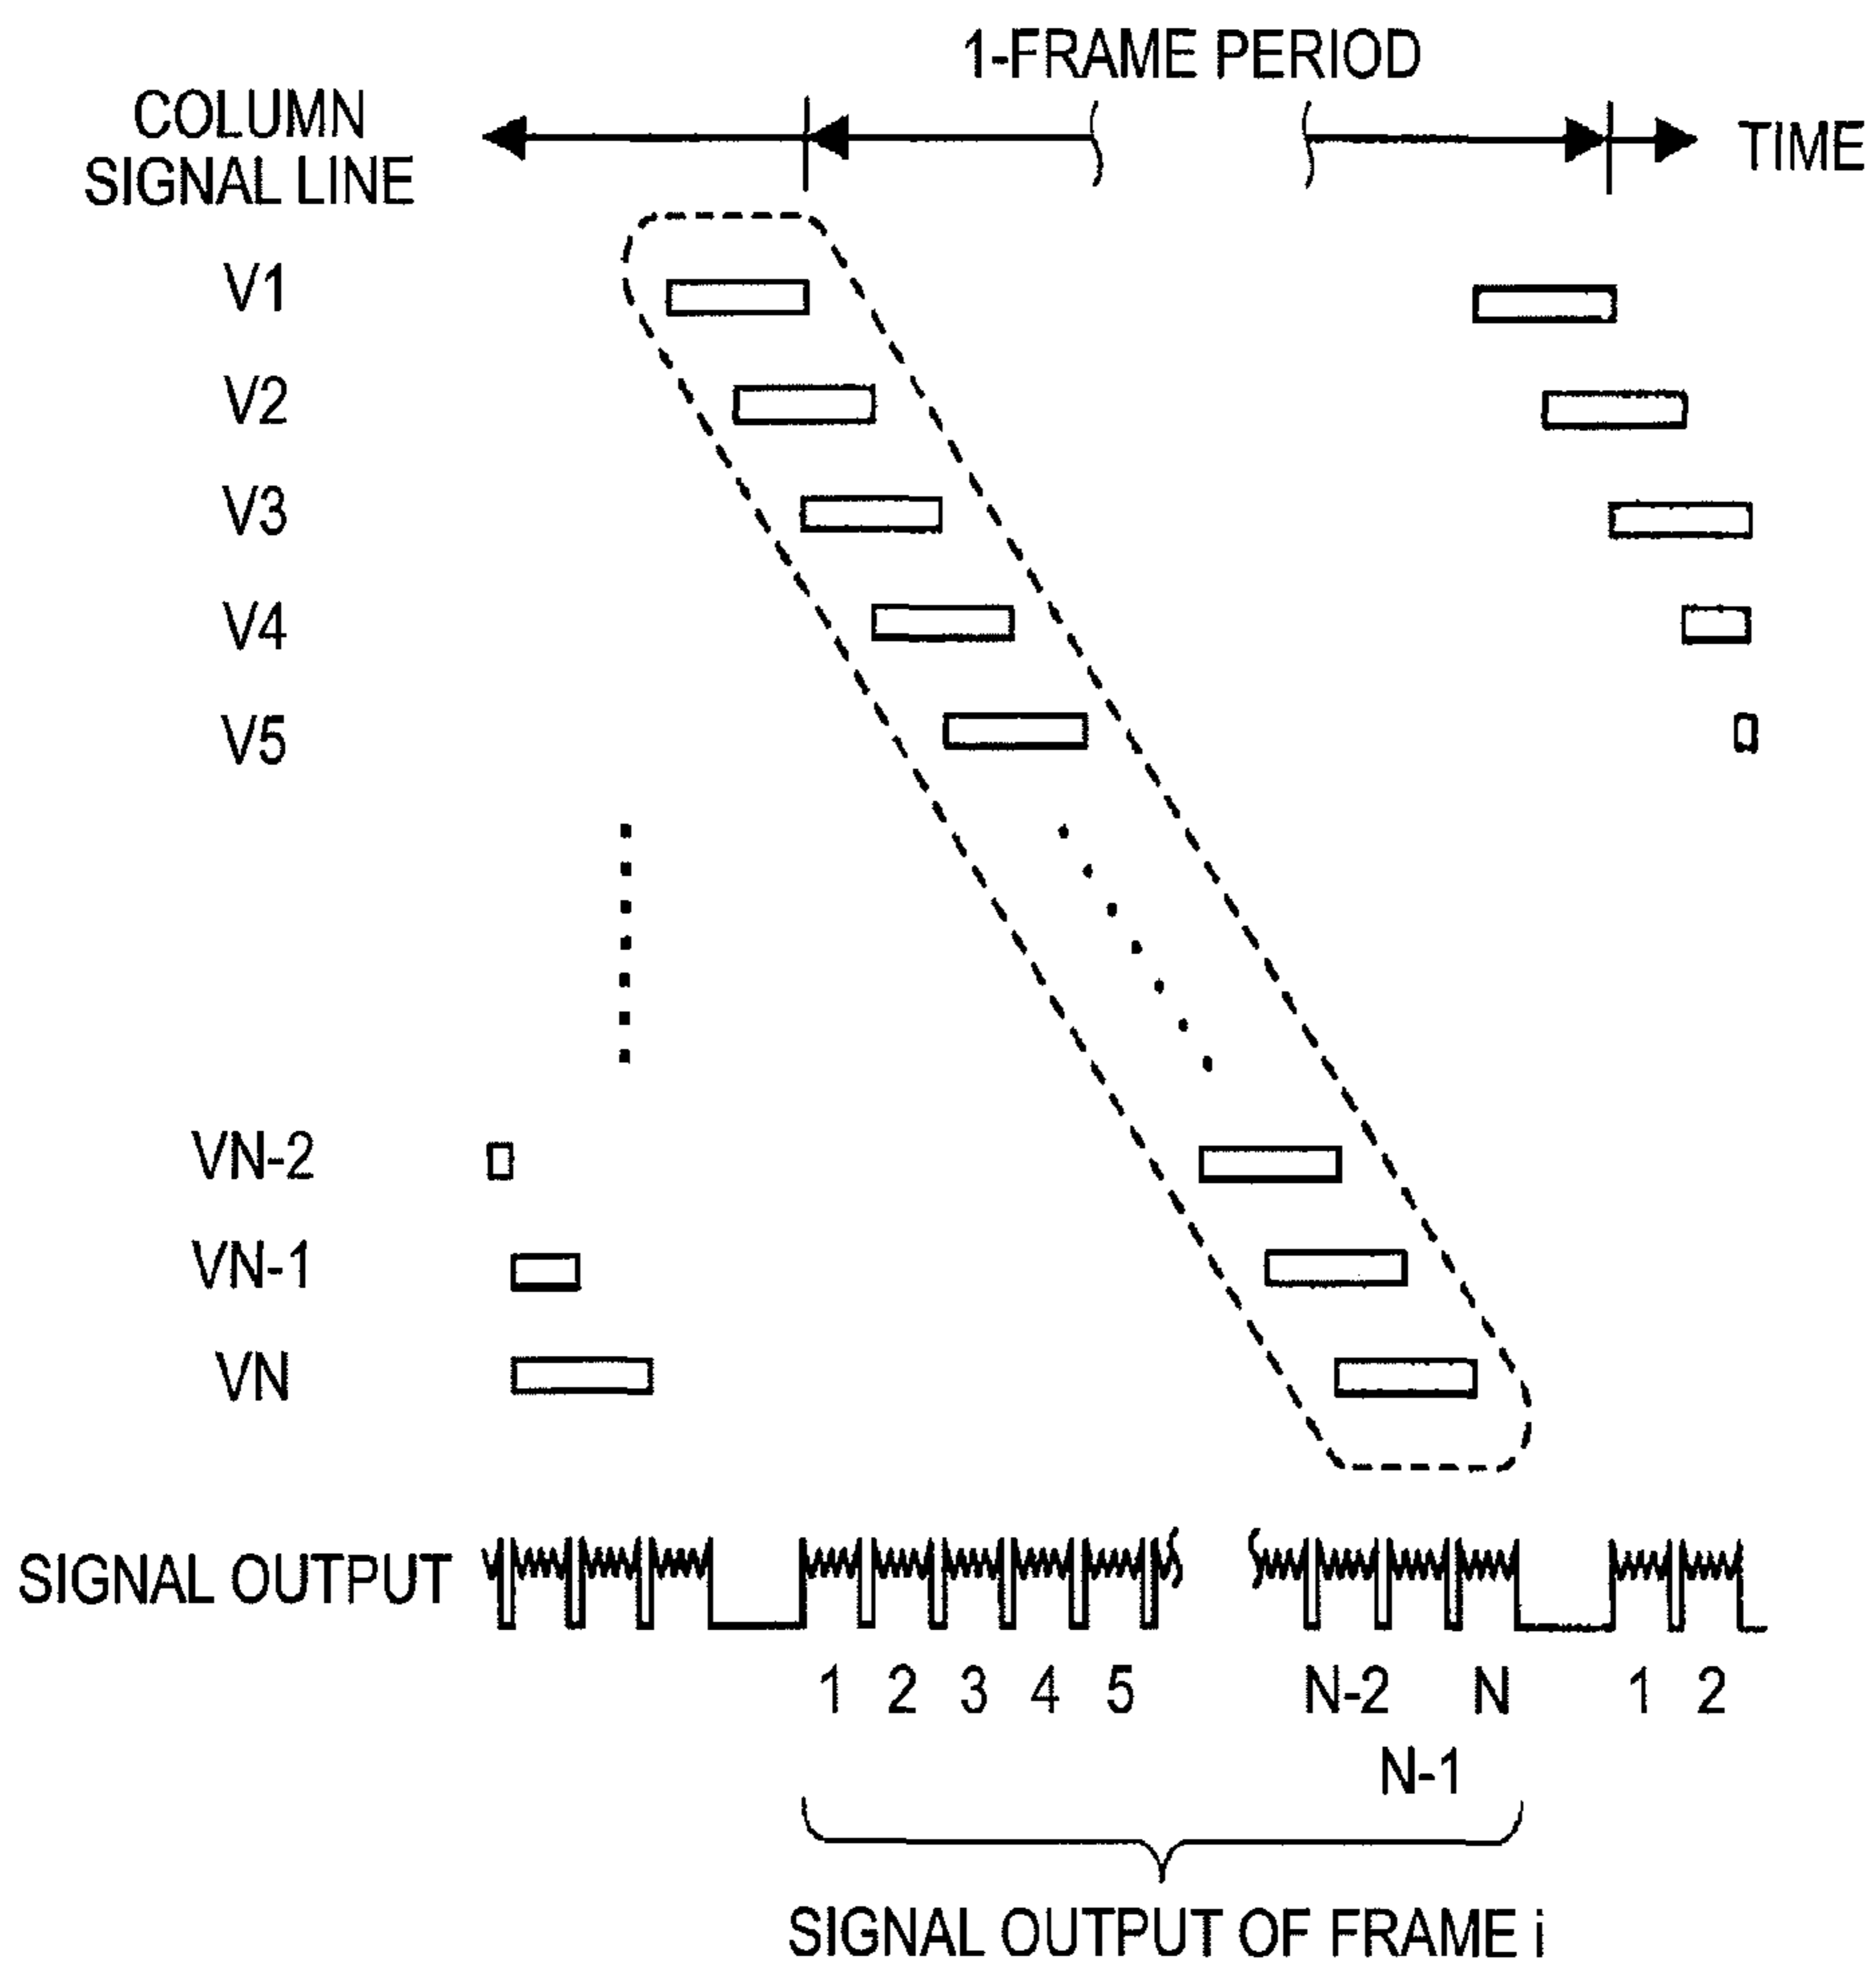 1-FRAME PERIOD
COLUMN
SIGNAL LINE
TIME
V1
V2
V3
V4
V5
VN-2
VN-1
VN
SIGNAL OUTPUT
1 2 3 4 5 N-2 N 1 2
N-1
SIGNAL OUTPUT OF FRAME i